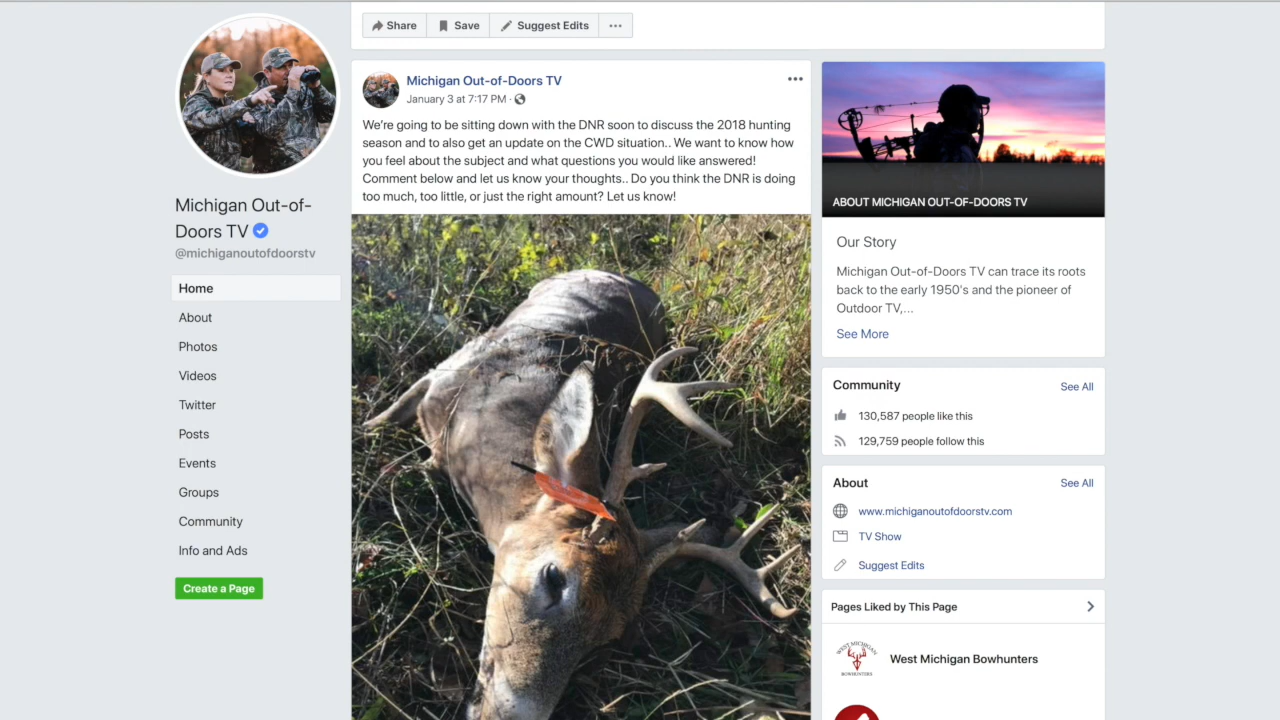 Share
Save
Suggest Edits
Michigan Out-of-Doors TV
January 3 at 7:17 PM ·
We're going to be sitting down with the DNR soon to discuss the 2018 hunting
season and to also get an update on the CWD situation.. We want to know how
you feel about the subject and what questions you would like answered!
Comment below and let us know your thoughts.. Do you think the DNR is doing
too much, too little, or just the right amount? Let us know!
Michigan Out-of-
Doors TV
@michiganoutofdoorstv
Home
About
Photos
Videos
Twitter
Posts
Events
Groups
Community
Info and Ads
Create a Page
ABOUT MICHIGAN OUT-OF-DOORS TV
Our Story
Michigan Out-of-Doors TV can trace its roots
back to the early 1950's and the pioneer of
Outdoor TV,...
See More
Community
See All
130,587 people like this
129,759 people follow this
About
See All
www.michiganoutofdoorstv.com
TV Show
Suggest Edits
Pages Liked by This Page
WEST MICHIGAN
BOWHUNTERS
West Michigan Bowhunters